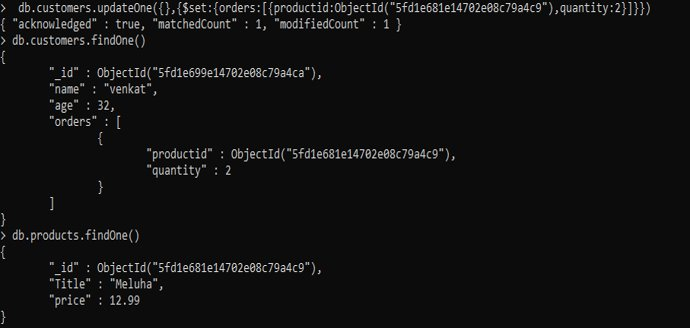 > db.customers.updateOne({},{$set:{orders:[{productid:ObjectId("5fd1e681e14702e08c79a4c9"),quantity:2}]}})
{ "acknowledged" : true, "matchedCount" : 1, "modifiedCount" : 1 }
> db.customers.findOne()
{
"_id" : ObjectId("5fd1e699e14702e08c79a4ca"),
"name" : "venkat",
"age" : 32,
"orders" : [
{
"productid" : ObjectId("5fd1e681e14702e08c79a4c9"),
"quantity" : 2
}
]
}
> db.products.findOne()
{
"_id" : ObjectId("5fd1e681e14702e08c79a4c9"),
"Title" : "Meluha",
"price" : 12.99
}